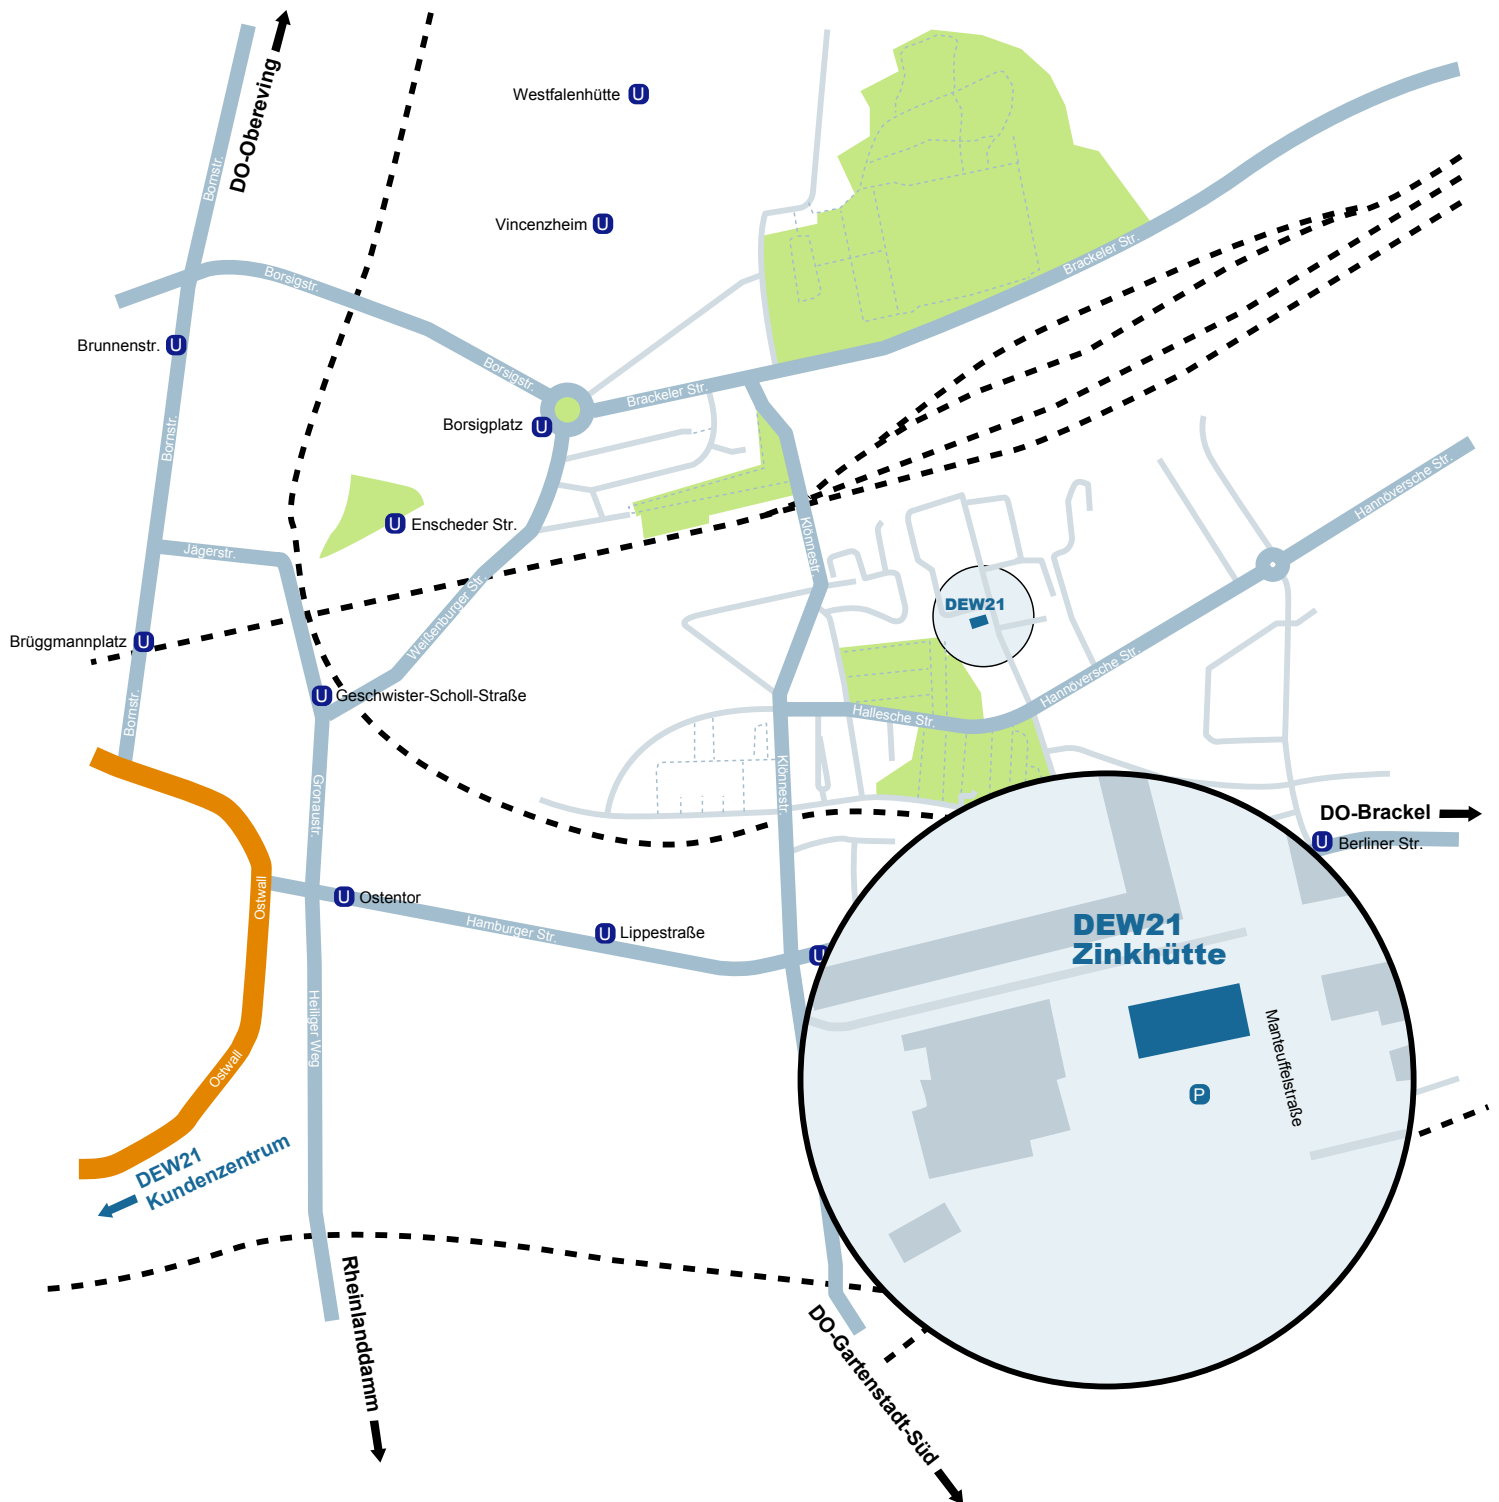 DO-Obereving
Bornstr.
Westfalenhütte U
Vincenzheim U
Borsigstr.
Brackeler Str.
Brunnenstr. U
Borsigstr.
Brackeler Str.
Bornstr.
Borsigplatz U
Hannöversche Str.
U Enscheder Str.
Klönnestr.
Jägerstr.
Weißenburger Str.
DEW21
Brüggmannplatz U
Hannöversche Str.
U Geschwister-Scholl-Straße
Bornstr.
Hallesche Str.
Gronaustr.
Klönnestr.
DO-Brackel
U Berliner Str.
Ostwall
U Ostentor
Hamburger Str.
U Lippestraße
U
DEW21
Zinkhütte
Heiliger Weg
Ostwall
Manteuffelstraße
P
DEW21
Kundenzentrum
Rheinlanddamm
DO-Gartenstadt-Süd